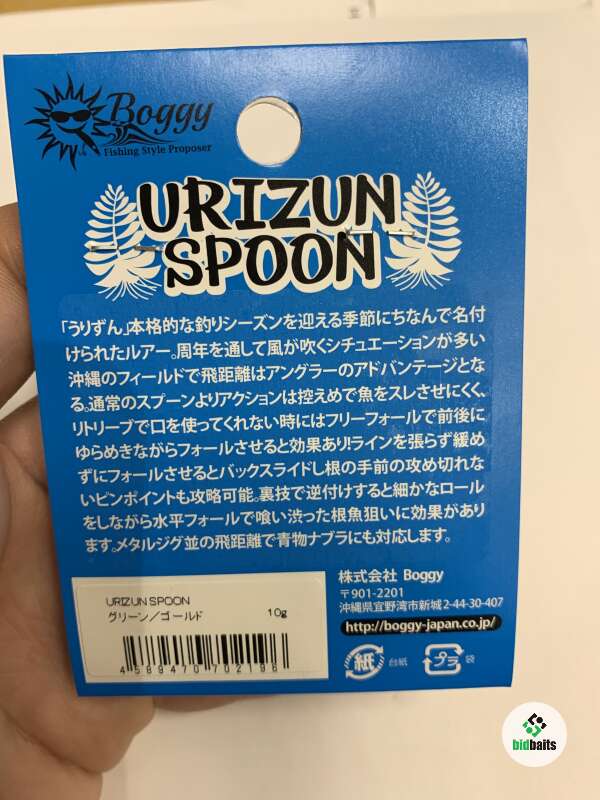 Boggy
Fishing Style Proposer
URIZUN
SPOON
「うりずん」本格的な釣りシーズンを迎える季節にちなんで名付
けられたルアー。周年を通して風が吹くシチュエーションが多い
沖縄のフィールドで飛距離はアングラーのアドバンテージとな
る。通常のスプーンよりアクションは控えめで魚をスレさせにくく、
リトリーブで口を使ってくれない時にはフリーフォールで前後に
ゆらめきながらフォールさせると効果あり!ラインを張らず緩め
ずにフォールさせるとバックスライドし根の手前の攻め切れな
いピンポイントも攻略可能。裏技で逆付けすると細かなロール
をしながら水平フォールで喰い渋った根魚狙いに効果がありま
す。メタルジグ並の飛距離で青物ナブラにも対応します。
URIZUN SPOON
グリーン/ゴールド 10g
4 589470 702198
株式会社 Boggy
〒901-2201
沖縄県宜野湾市新城2-44-30-407
http://boggy-japan.co.jp/
紙 台紙 プラ 袋
bidbaits